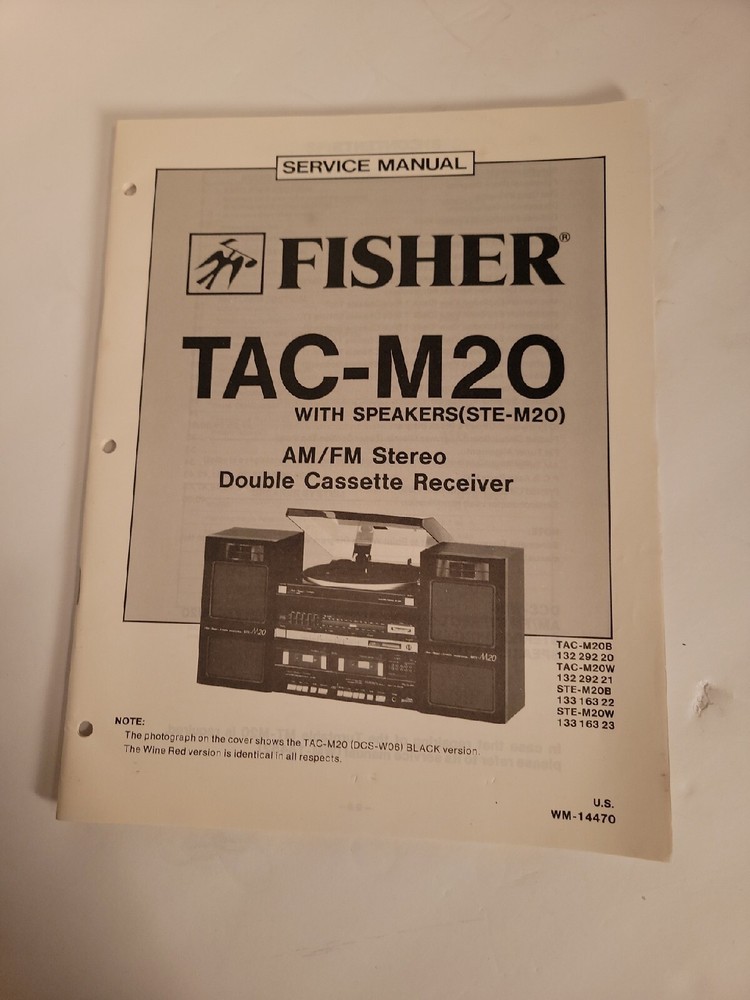 SERVICE MANUAL
FISHER®
TAC-M20
WITH SPEAKERS(STE-M20)
AM/FM Stereo
Double Cassette Receiver
M20
M20
TAC-M20B
132 292 20
TAC-M20W
132 292 21
STE-M20B
133 163 22
STE-M20W
133 163 23
NOTE:
The photograph on the cover shows the TAC-M20 (DCS-W06) BLACK version.
The Wine Red version is identical in all respects.
U.S.
WM-14470